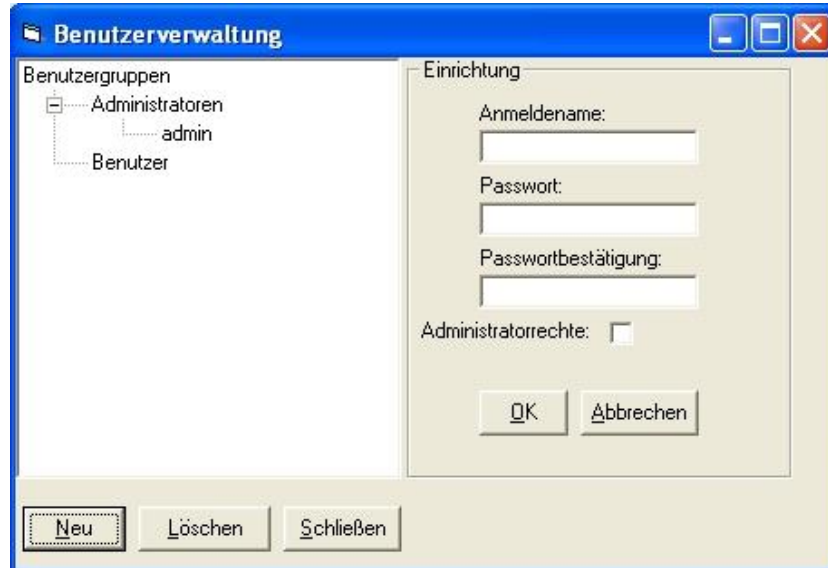 Benutzerverwaltung
Benutzergruppen
Administratoren
admin
Benutzer
Einrichtung
Anmeldename:
Passwort:
Passwortbestätigung:
Administratorrechte:
OK
Abbrechen
Neu
Löschen
Schließen